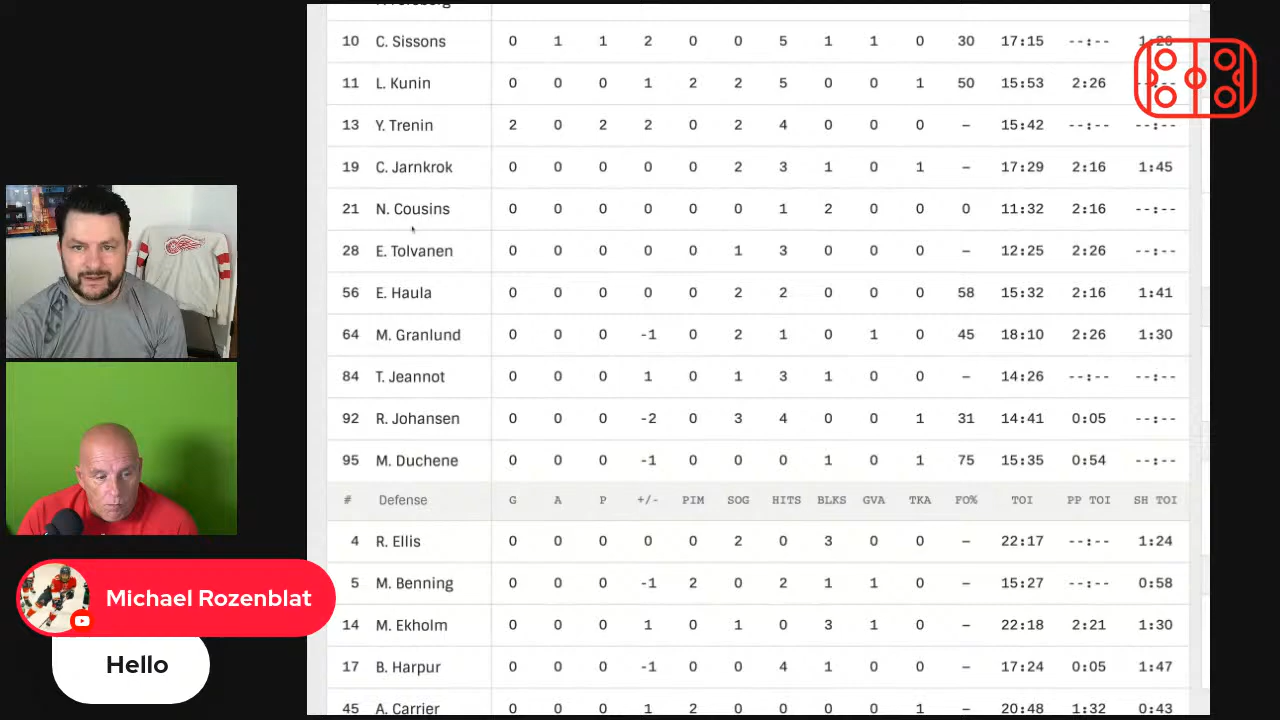 10 C. Sissons 0 1 1 2 0 0 5 1 1 0 30 17:15 --:-- 1:26
11 L. Kunin 0 0 0 1 2 2 5 0 0 1 50 15:53 2:26 --:--
13 Y. Trenin 2 0 2 2 0 2 4 0 0 0 – 15:42 --:-- --:--
19 C. Jarnkrok 0 0 0 0 0 2 3 1 0 1 – 17:29 2:16 1:45
21 N. Cousins 0 0 0 0 0 0 1 2 0 0 0 11:32 2:16 --:--
28 E. Tolvanen 0 0 0 0 0 1 3 0 0 0 – 12:25 2:26 --:--
56 E. Haula 0 0 0 0 0 2 2 0 0 0 58 15:32 2:16 1:41
64 M. Granlund 0 0 0 -1 0 2 1 0 1 0 45 18:10 2:26 1:30
84 T. Jeannot 0 0 0 1 0 1 3 1 0 0 – 14:26 --:-- --:--
92 R. Johansen 0 0 0 -2 0 3 4 0 0 1 31 14:41 0:05 --:--
95 M. Duchene 0 0 0 -1 0 0 0 1 0 1 75 15:35 0:54 --:--
# Defense G A P +/- PIM SOG HITS BLKS GVA TKA FO% TOI PP TOI SH TOI
4 R. Ellis 0 0 0 0 0 2 0 3 0 0 – 22:17 --:-- 1:24
5 M. Benning 0 0 0 -1 2 0 2 1 1 0 – 15:27 --:-- 0:58
14 M. Ekholm 0 0 0 1 0 1 0 3 1 0 – 22:18 2:21 1:30
17 B. Harpur 0 0 0 -1 0 0 4 1 0 0 – 17:24 0:05 1:47
45 A. Carrier 0 0 0 1 2 0 0 0 0 1 – 20:48 1:32 0:43
Michael Rozenblat
Hello